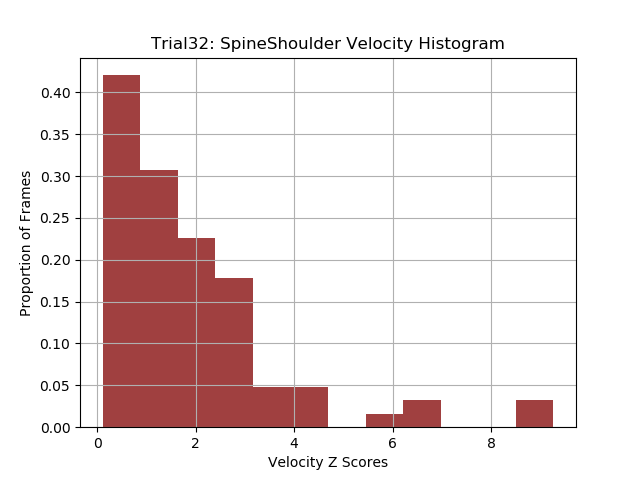 Trial32: SpineShoulder Velocity Histogram
0.40
0.35
0.30
0.25
0.20
0.15
0.10
0.05
0.00
Proportion of Frames
0 2 4 6 8
Velocity Z Scores